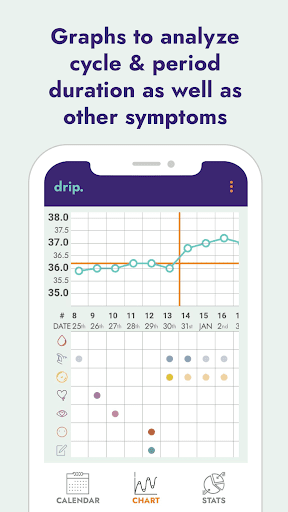 Graphs to analyze
cycle & period
duration as well as
other symptoms
drip.
38.0
37.5
37.0
36.5
36.0
35.5
35.0
# 8 9 10 11 12 13 14 15 16
DATE 25th 26th 27th 28th 29th 30th 31st JAN 2nd
CALENDAR CHART STATS